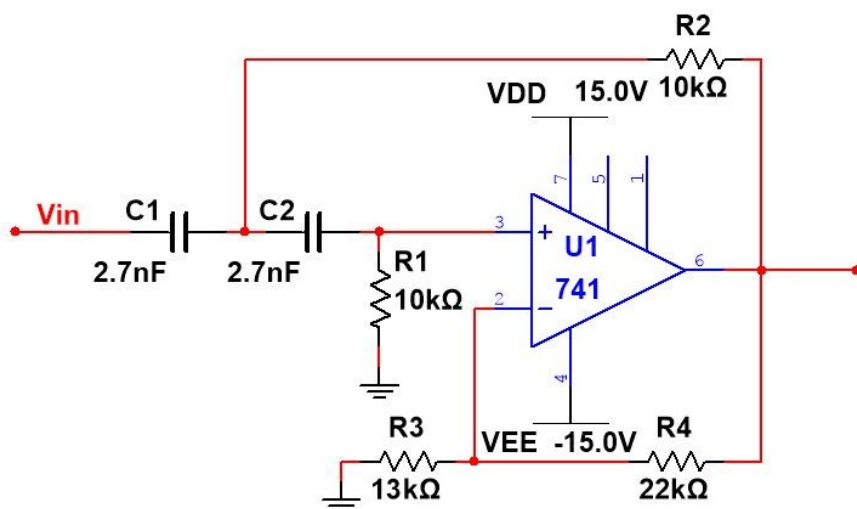 R2
10kΩ
VDD 15.0V
7
5
1
Vin
C1
2.7nF
C2
2.7nF
R1
10kΩ
3
+
U1
741
2
−
6
4
VEE -15.0V
R3
13kΩ
R4
22kΩ